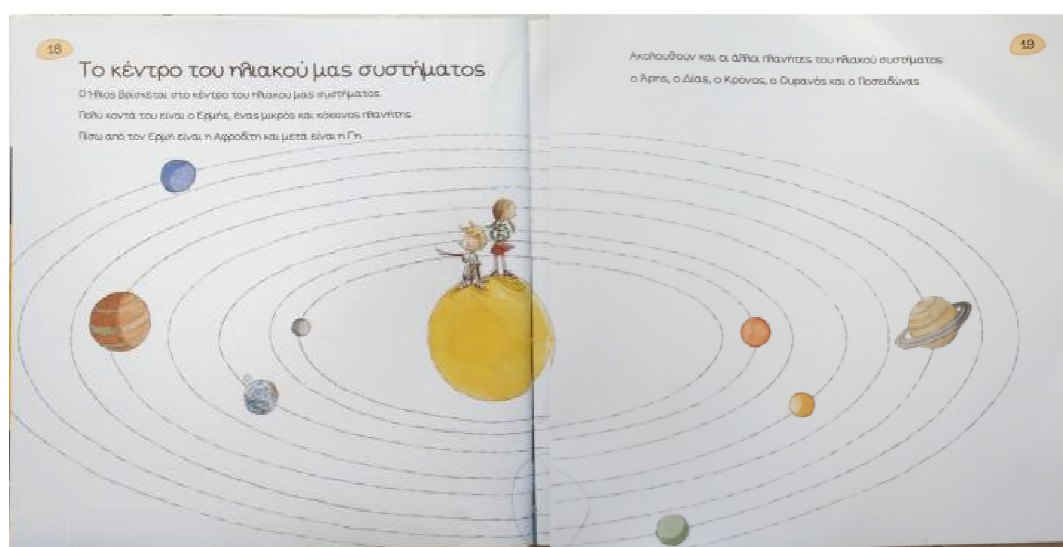 18
Το κέντρο του ηλιακού μας συστήματος
Ο Ήλιος βρίσκεται στο κέντρο του ηλιακού μας συστήματος.
Πολύ κοντά του είναι ο Ερμής, ένας μικρός και κόκκινος πλανήτης.
Πίσω από τον Ερμή είναι η Αφροδίτη και μετά είναι η Γη.
19
Ακολουθούν και οι άλλοι πλανήτες του ηλιακού συστήματος:
ο Άρης, ο Δίας, ο Κρόνος, ο Ουρανός και ο Ποσειδώνας.